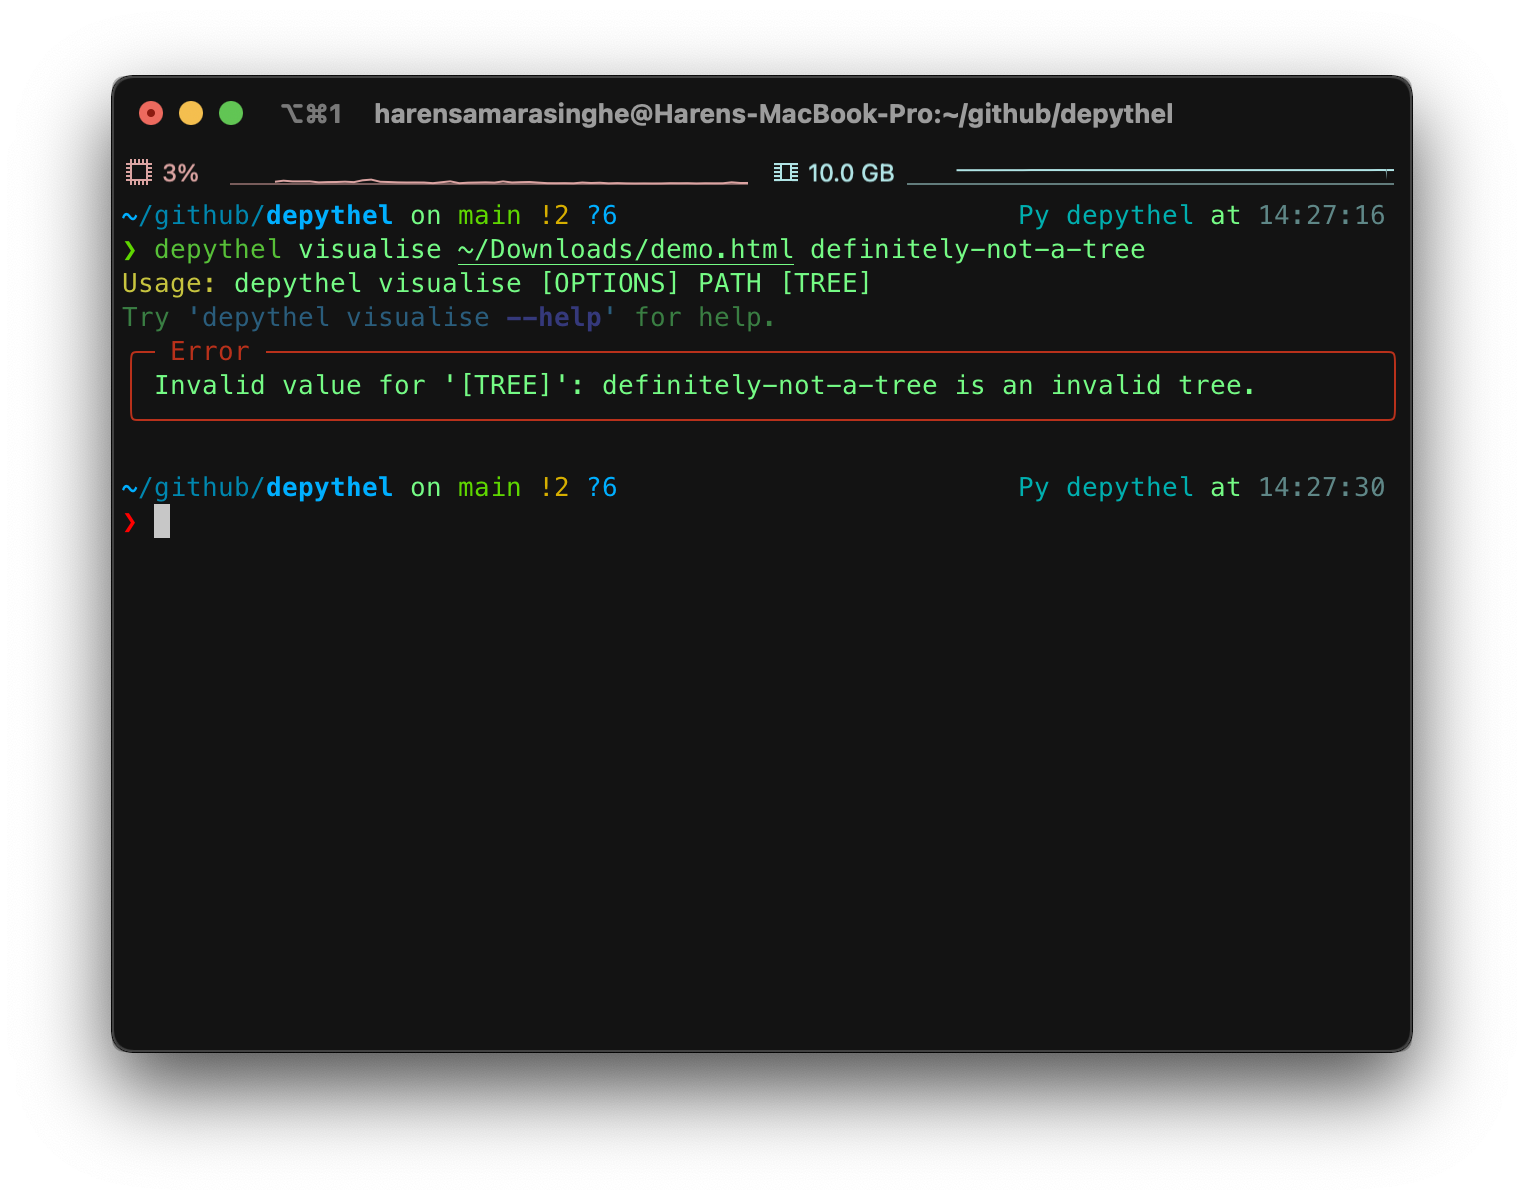 ⌥⌘1 harensamarasinghe@Harens-MacBook-Pro:~/github/depythel
3% 10.0 GB
~/github/depythel on main !2 ?6 Py depythel at 14:27:16
❯ depythel visualise ~/Downloads/demo.html definitely-not-a-tree
Usage: depythel visualise [OPTIONS] PATH [TREE]
Try 'depythel visualise --help' for help.
Error
Invalid value for '[TREE]': definitely-not-a-tree is an invalid tree.
~/github/depythel on main !2 ?6 Py depythel at 14:27:30
❯